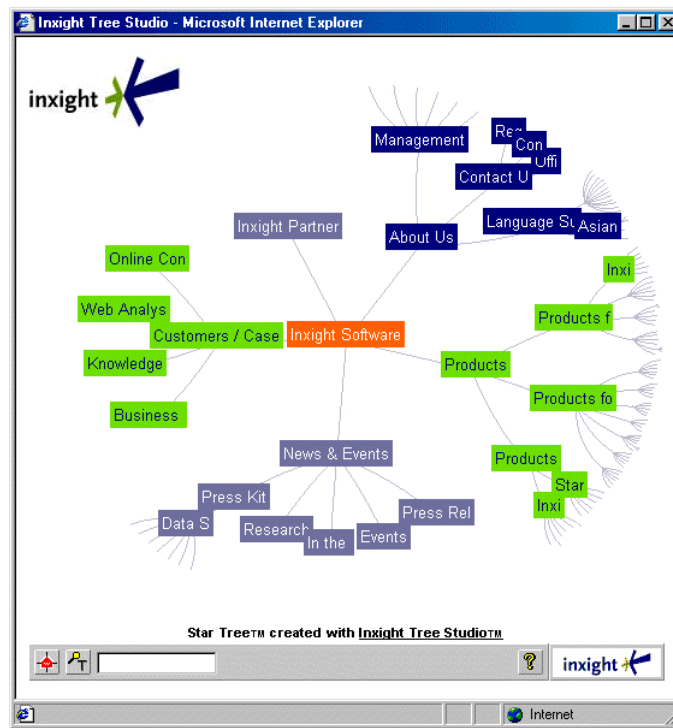 Inxight Tree Studio - Microsoft Internet Explorer
inxight
Management
Reg
Con
Offi
Contact U
Language Su
Asian
Inxight Partner
About Us
Online Con
Inxi
Web Analys
Products f
Customers / Case
Inxight Software
Knowledge
Products
Products fo
Business
News & Events
Products
Press Kit
Star
Inxi
Data S
Research
In the
Events
Press Rel
Star Tree™ created with Inxight Tree Studio™
T
?
inxight
Internet